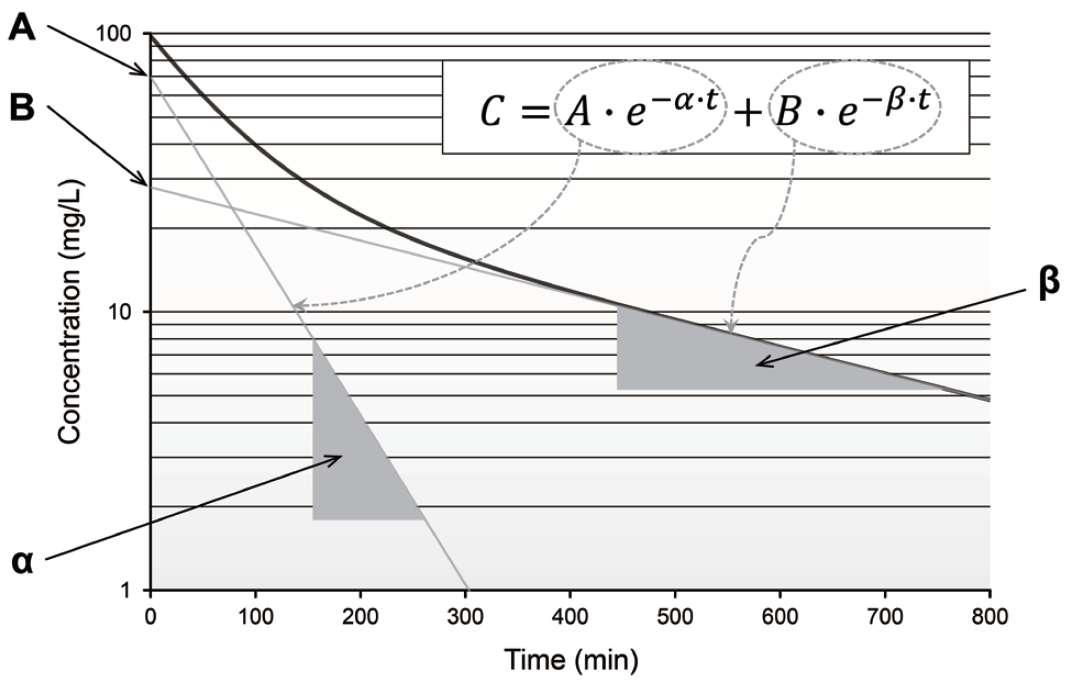 A
100
B
C = A · e^{−α·t} + B · e^{−β·t}
β
10
α
1
0 100 200 300 400 500 600 700 800
Concentration (mg/L)
Time (min)